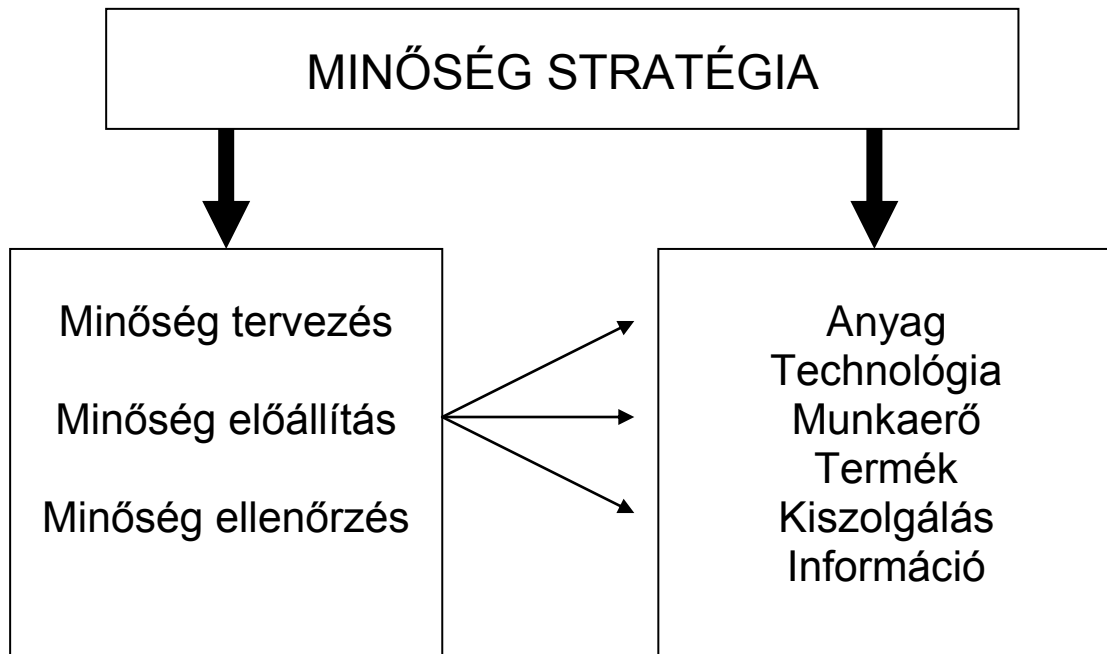 MINŐSÉG STRATÉGIA
Minőség tervezés
Minőség előállítás
Minőség ellenőrzés
Anyag
Technológia
Munkaerő
Termék
Kiszolgálás
Információ